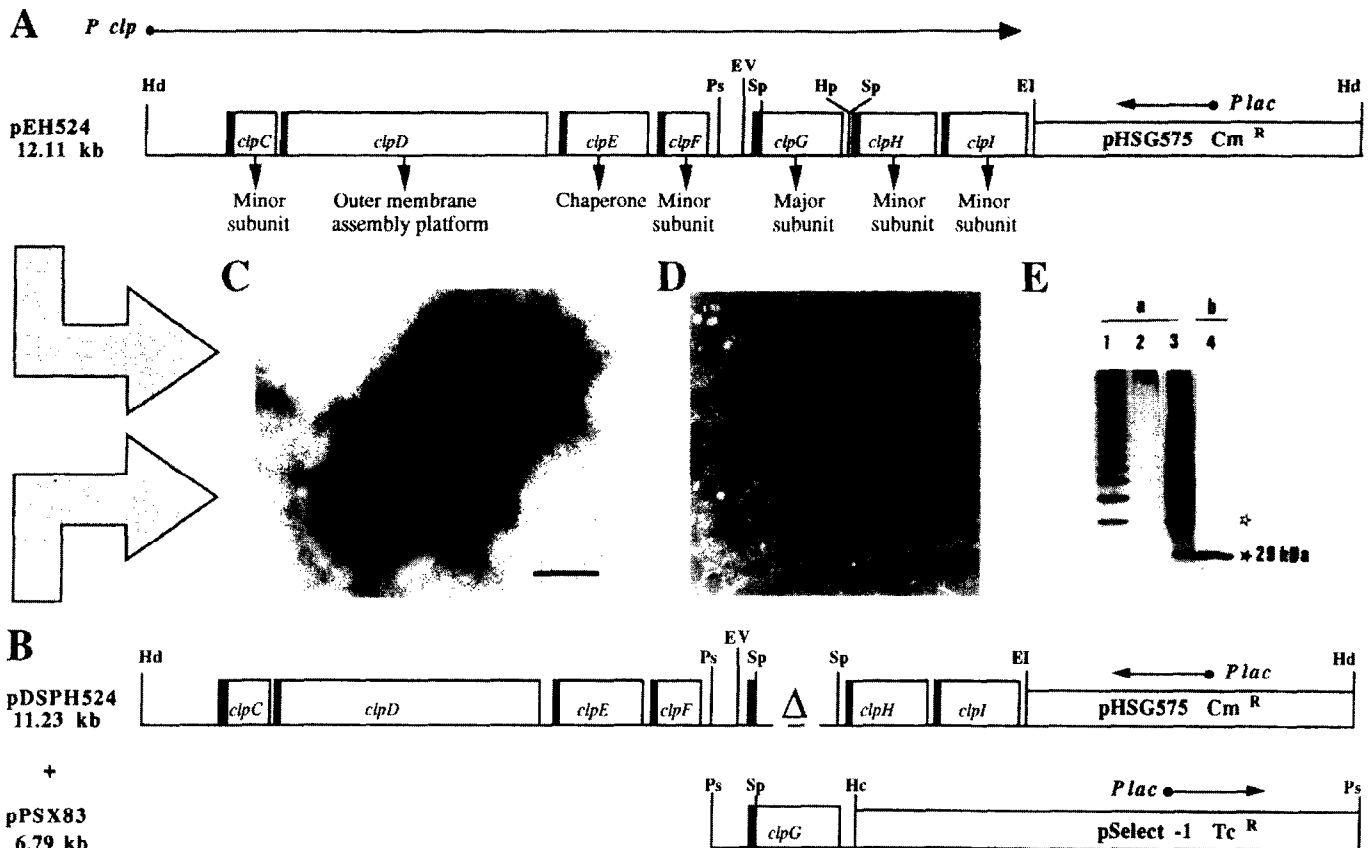 A
P clp
Hd Ps EV Sp Hp Sp EI Plac Hd
pEH524
12.11 kb
clpC clpD clpE clpF clpG clpH clpI pHSG575 Cm R
Minor subunit
Outer membrane assembly platform
Chaperone
Minor subunit
Major subunit
Minor subunit
Minor subunit
C
D
E
a b
1 2 3 4
☆
★ 20 kDa
B
Hd Ps EV Sp Sp EI Plac Hd
pDSPH524
11.23 kb
clpC clpD clpE clpF Δ clpH clpI pHSG575 Cm R
+
pPSX83
6.79 kb
Ps Sp Hc Plac Ps
clpG pSelect -1 Tc R